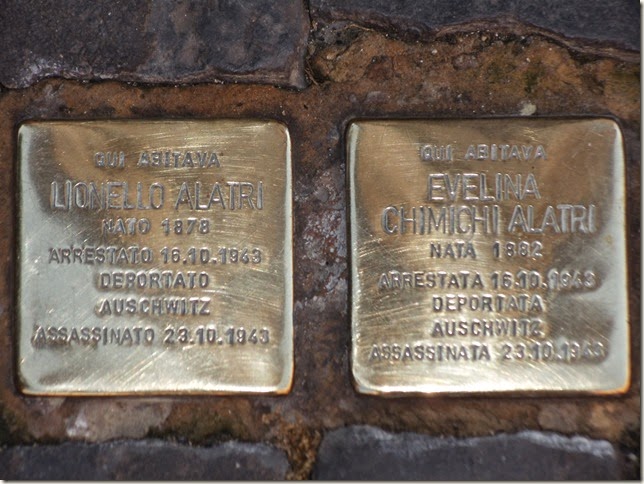 QUI ABITAVA
LIONELLO ALATRI
NATO 1878
ARRESTATO 16.10.1943
DEPORTATO
AUSCHWITZ
ASSASSINATO 23.10.1943
QUI ABITAVA
EVELINA
CHIMICHI ALATRI
NATA 1882
ARRESTATA 16.10.1943
DEPORTATA
AUSCHWITZ
ASSASSINATA 23.10.1943